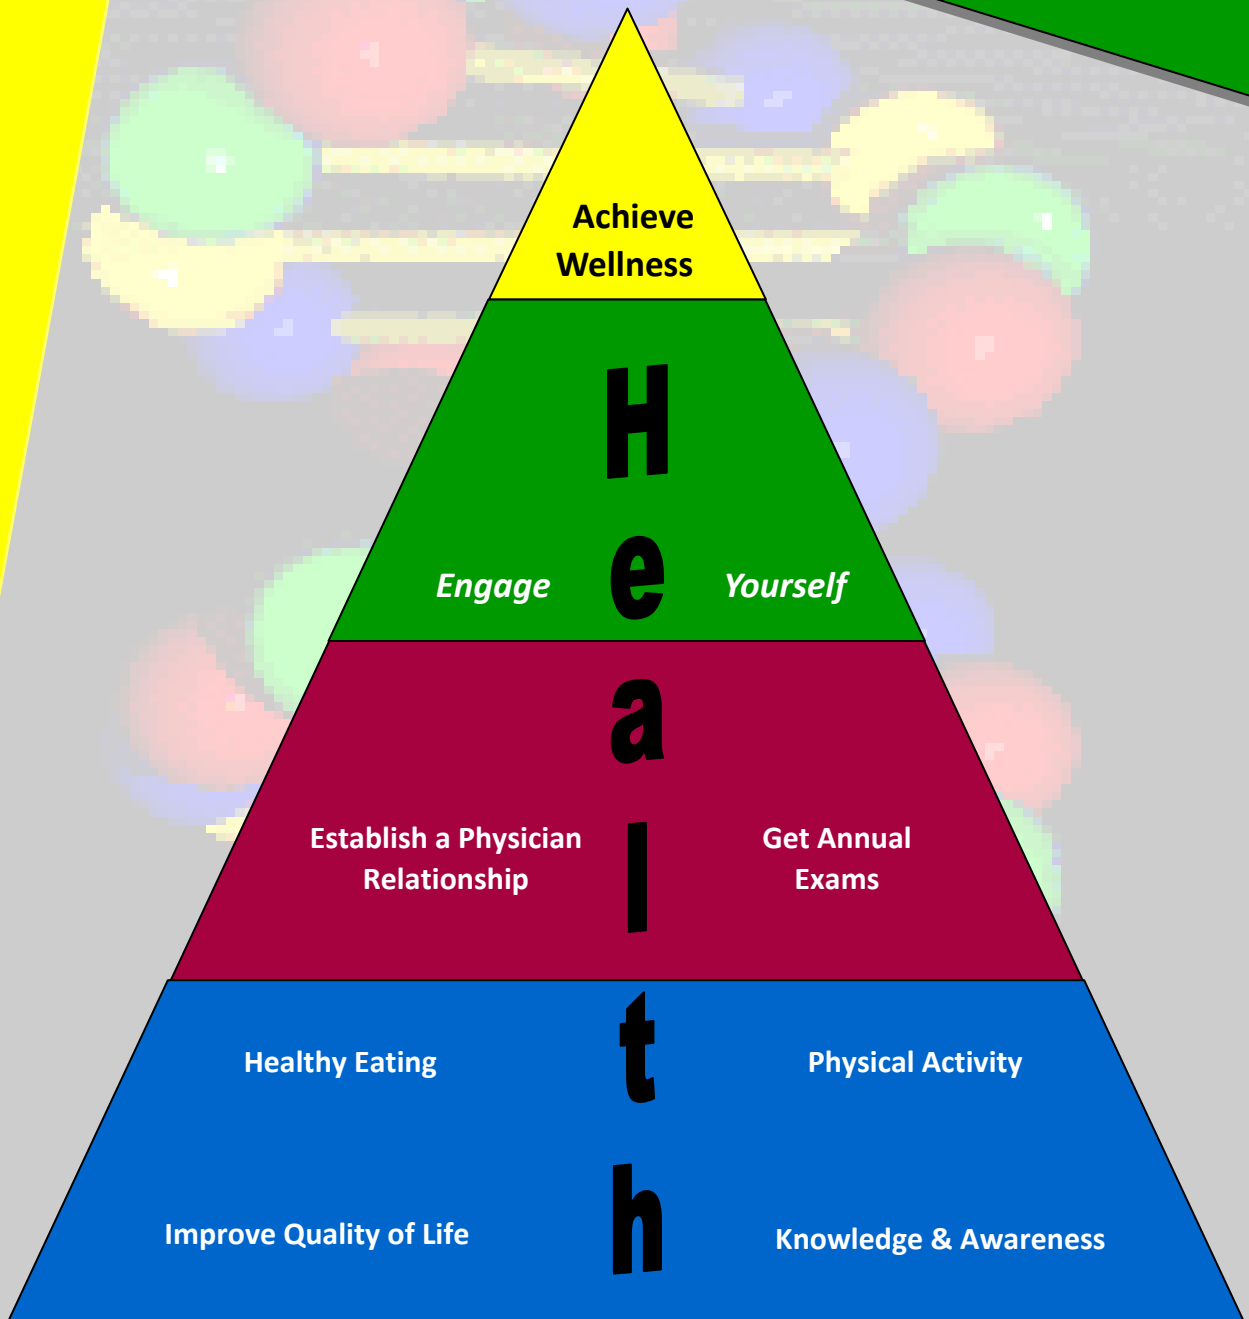 Achieve
Wellness
H
e
Engage Yourself
a
l
Establish a Physician
Relationship
Get Annual
Exams
t
Healthy Eating
Physical Activity
h
Improve Quality of Life
Knowledge & Awareness